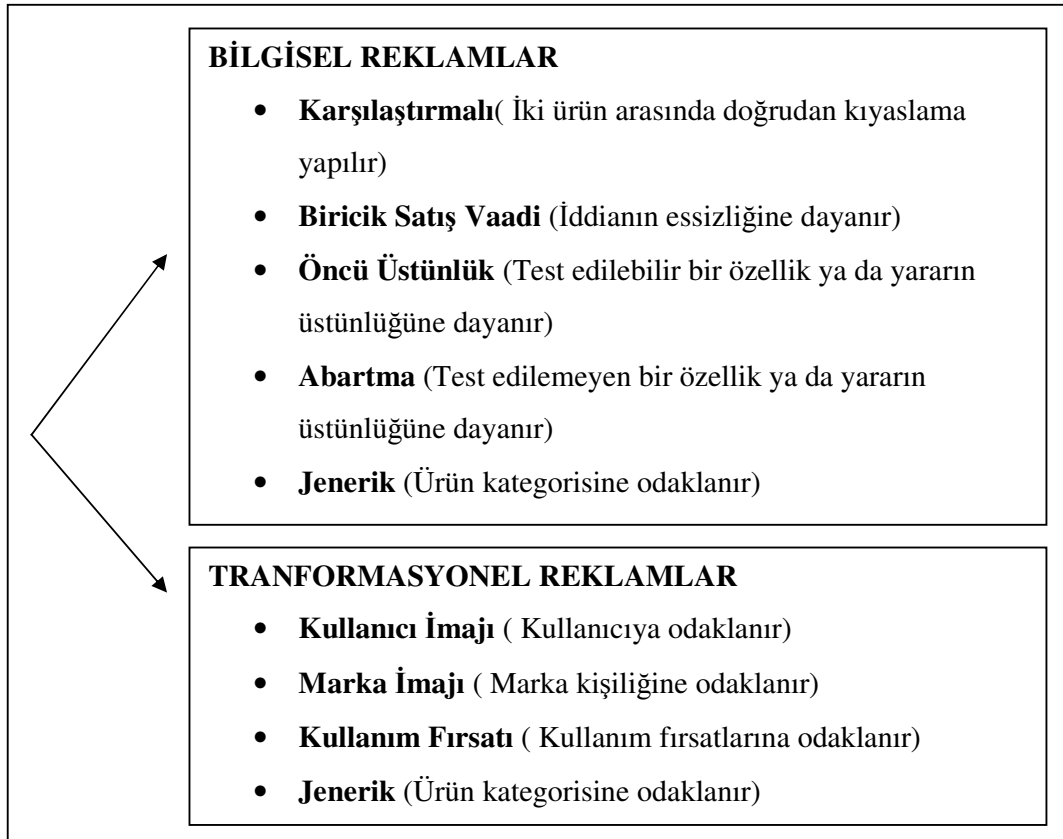 BİLGİSEL REKLAMLAR
• Karşılaştırmalı( İki ürün arasında doğrudan kıyaslama
yapılır)
• Biricik Satış Vaadi (İddianın essizliğine dayanır)
• Öncü Üstünlük (Test edilebilir bir özellik ya da yararın
üstünlüğüne dayanır)
• Abartma (Test edilemeyen bir özellik ya da yararın
üstünlüğüne dayanır)
• Jenerik (Ürün kategorisine odaklanır)
TRANFORMASYONEL REKLAMLAR
• Kullanıcı İmajı ( Kullanıcıya odaklanır)
• Marka İmajı ( Marka kişiliğine odaklanır)
• Kullanım Fırsatı ( Kullanım fırsatlarına odaklanır)
• Jenerik (Ürün kategorisine odaklanır)